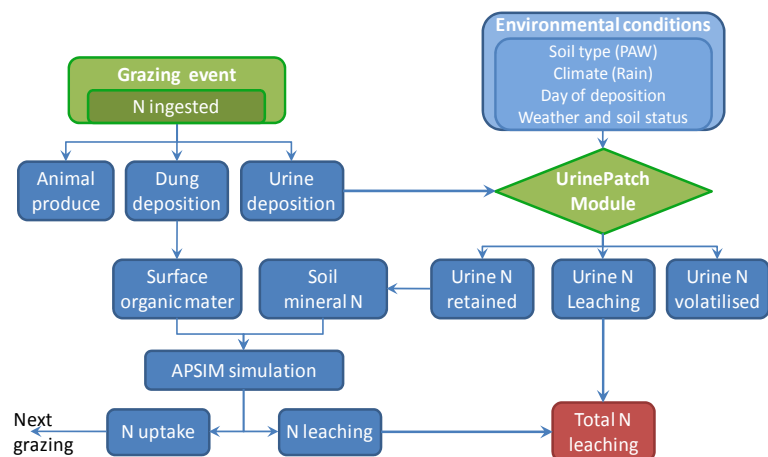 Environmental conditions
Soil type (PAW)
Climate (Rain)
Day of deposition
Weather and soil status
Grazing event
N ingested
Animal
produce
Dung
deposition
Urine
deposition
UrinePatch
Module
Surface
organic mater
Soil
mineral N
Urine N
retained
Urine N
Leaching
Urine N
volatilised
APSIM simulation
Next
grazing
N uptake
N leaching
Total N
leaching